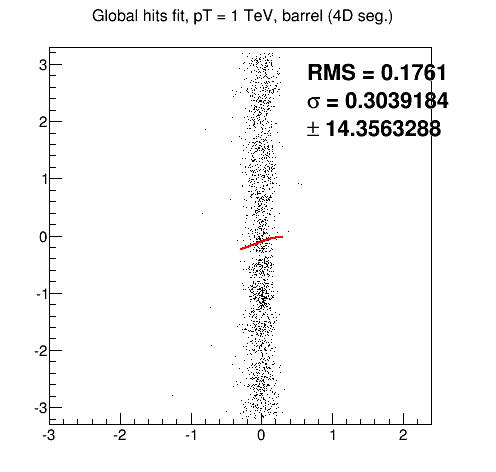 Global hits fit, pT = 1 TeV, barrel (4D seg.)
RMS = 0.1761
σ = 0.3039184
± 14.3563288
3
2
1
0
-1
-2
-3
-3 -2 -1 0 1 2